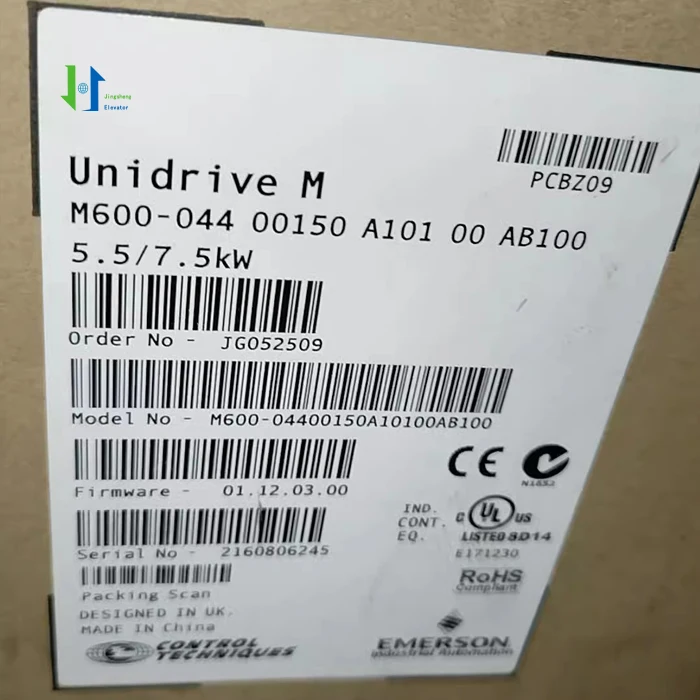 Jingsheng
Elevator
PCBZ09
Unidrive M
M600-044 00150 A101 00 AB100
5.5/7.5kW
Order No - JG052509
Model No - M600-04400150A10100AB100
Firmware - 01.12.03.00
Serial No - 2160806245
Packing Scan
DESIGNED IN UK.
MADE IN China
CONTROL
TECHNIQUES
CE
IND.
CONT.
EQ.
C UL US
LISTED 8D14
E171230
RoHS
Compliant
EMERSON
Industrial Automation